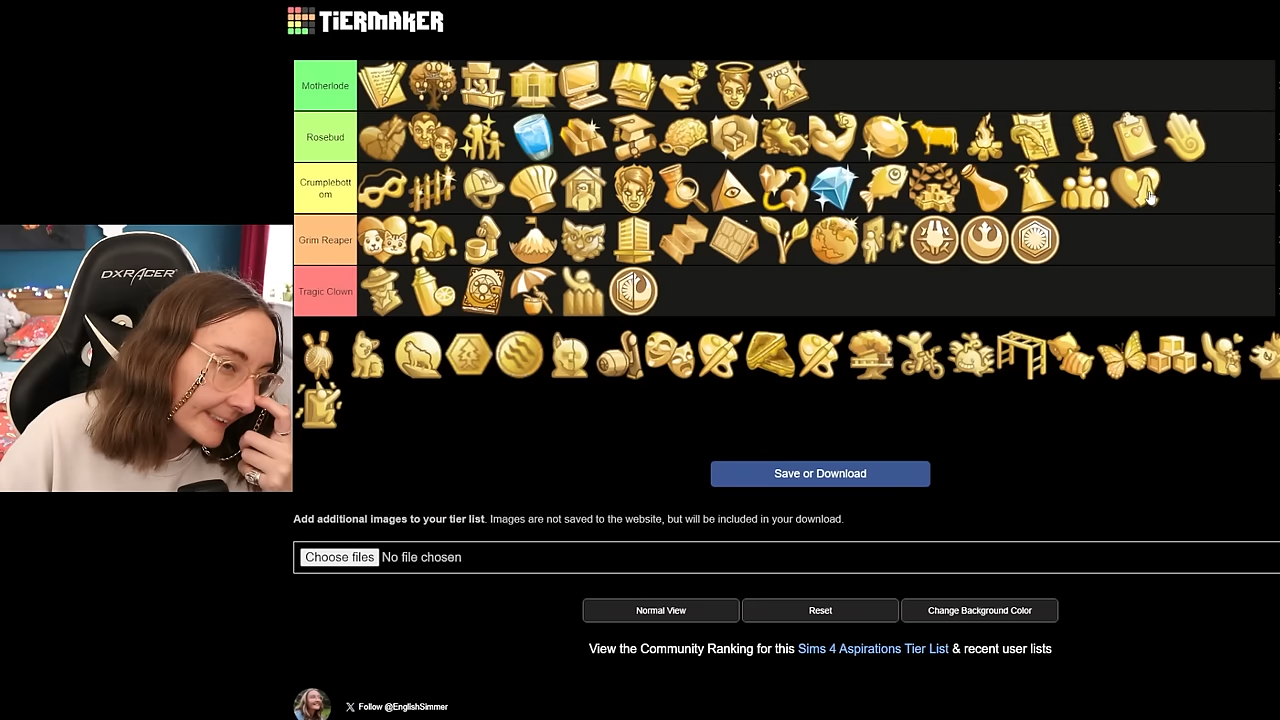 TiERMAKER
Motherlode
Rosebud
Crumplebott
om
Grim Reaper
Tragic Clown
DXRACER
Save or Download
Add additional images to your tier list. Images are not saved to the website, but will be included in your download.
Choose files No file chosen
Normal View
Reset
Change Background Color
View the Community Ranking for this Sims 4 Aspirations Tier List & recent user lists
X Follow @EnglishSimmer